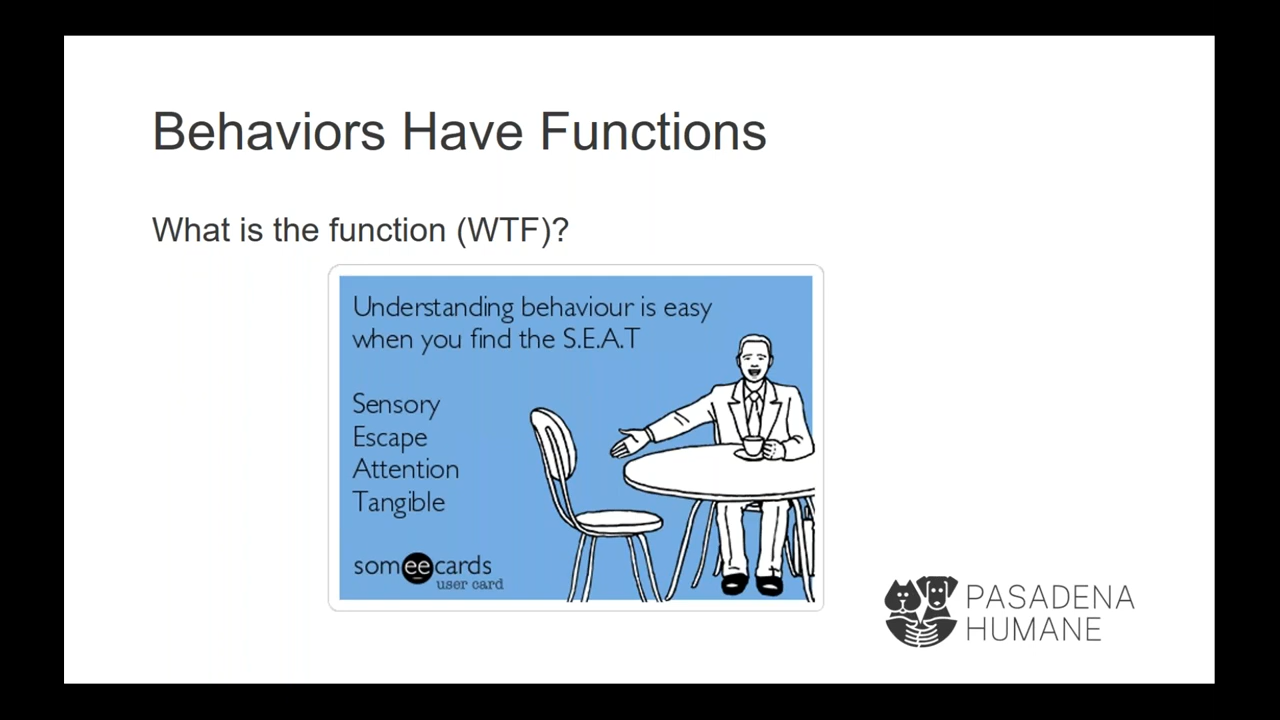 Behaviors Have Functions
What is the function (WTF)?
Understanding behaviour is easy
when you find the S.E.A.T
Sensory
Escape
Attention
Tangible
someecards
user card
PASADENA
HUMANE